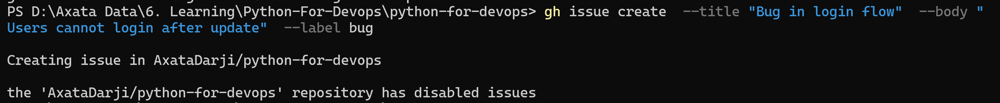 PS D:\Axata Data\6. Learning\Python-For-Devops\python-for-devops> gh issue create  --title "Bug in login flow"  --body "
Users cannot login after update"  --label bug
Creating issue in AxataDarji/python-for-devops
the 'AxataDarji/python-for-devops' repository has disabled issues